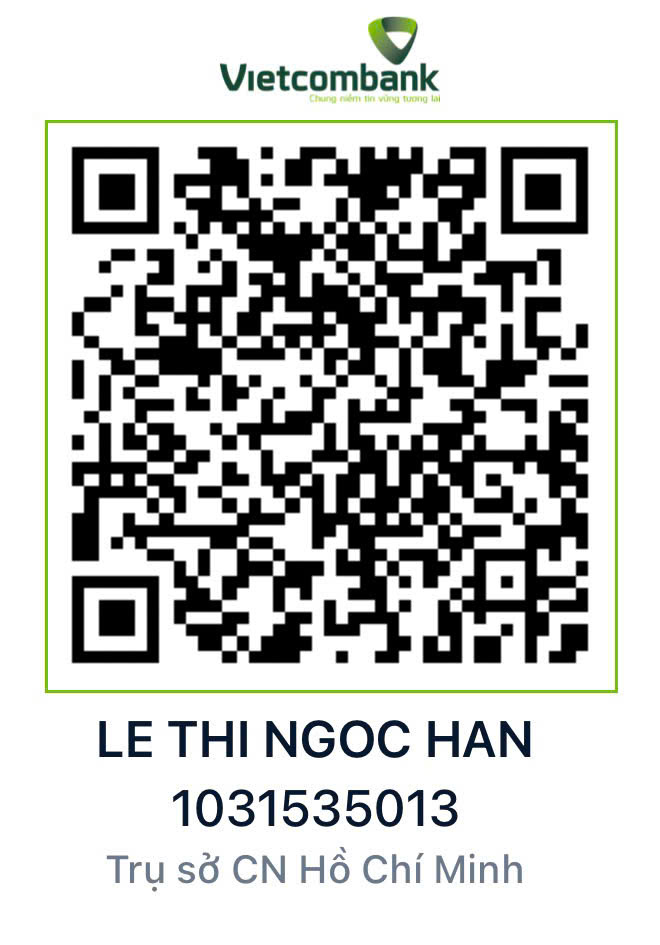 Vietcombank
Chung niềm tin vững tương lai
LE THI NGOC HAN
1031535013
Trụ sở CN Hồ Chí Minh